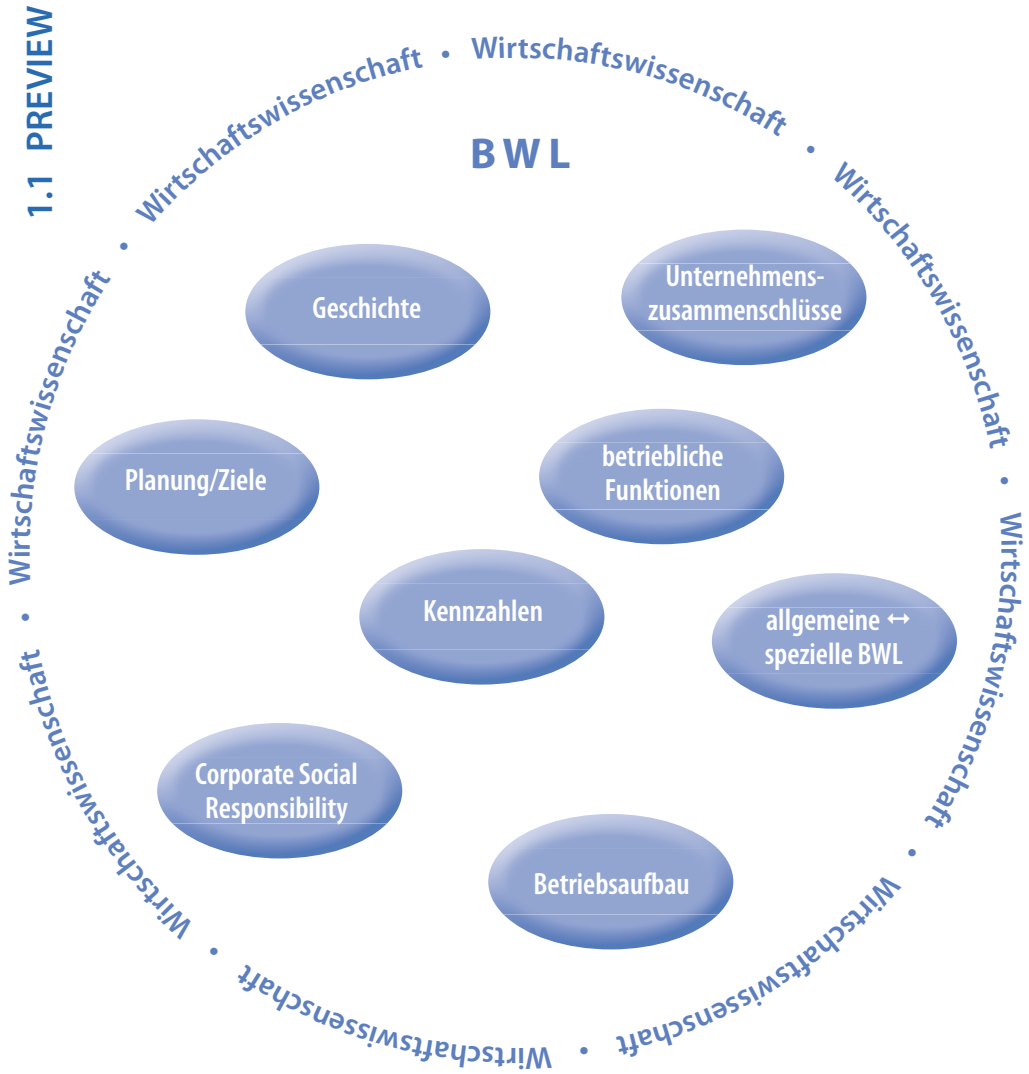 1.1 PREVIEW
Wirtschaftswissenschaft • Wirtschaftswissenschaft • Wirtschaftswissenschaft • Wirtschaftswissenschaft • Wirtschaftswissenschaft • Wirtschaftswissenschaft • Wirtschaftswissenschaft • Wirtschaftswissenschaft •
BWL
Geschichte
Unternehmens-
zusammenschlüsse
Planung/Ziele
betriebliche
Funktionen
Kennzahlen
allgemeine ↔
spezielle BWL
Corporate Social
Responsibility
Betriebsaufbau